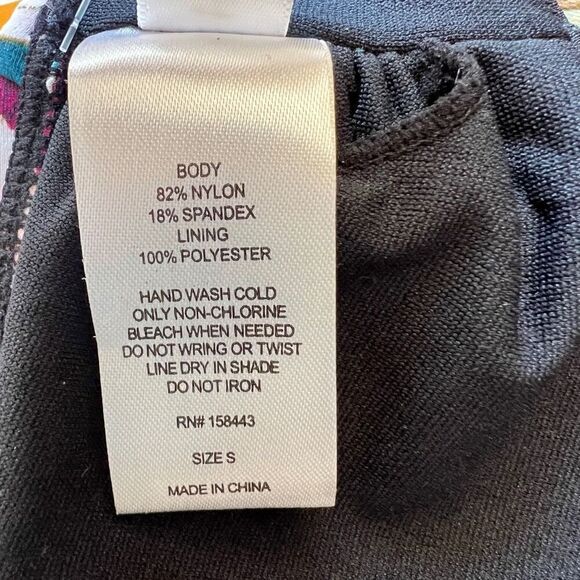 BODY
82% NYLON
18% SPANDEX
LINING
100% POLYESTER
HAND WASH COLD
ONLY NON-CHLORINE
BLEACH WHEN NEEDED
DO NOT WRING OR TWIST
LINE DRY IN SHADE
DO NOT IRON
RN# 158443
SIZE S
MADE IN CHINA